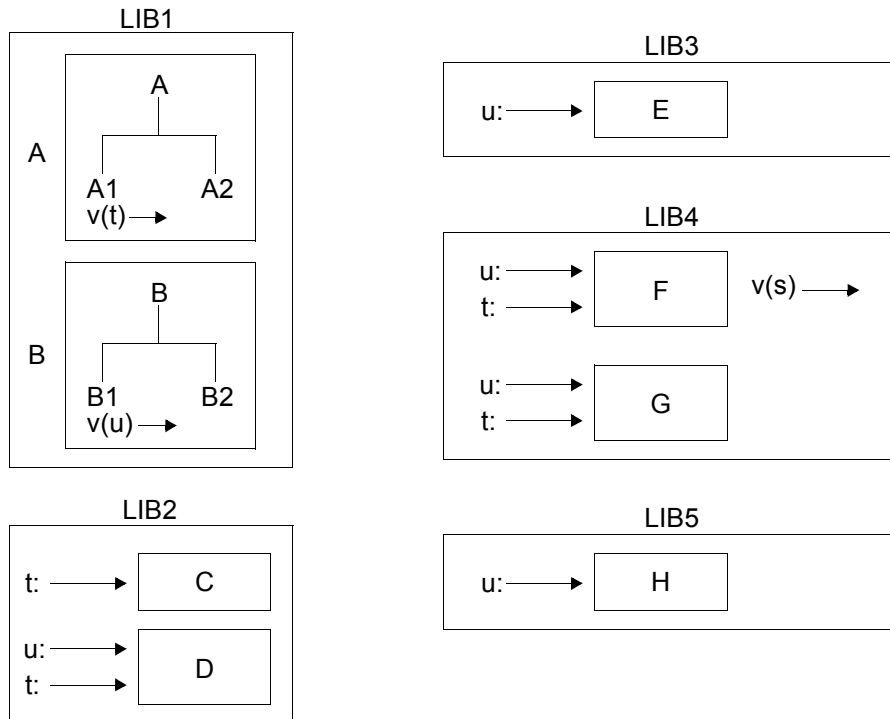 LIB1
A
A
A1 A2
v(t)
B
B
B1 B2
v(u)
LIB2
t: C
u:
D
t:
LIB3
u: E
LIB4
u:
F v(s)
t:
u:
G
t:
LIB5
u: H